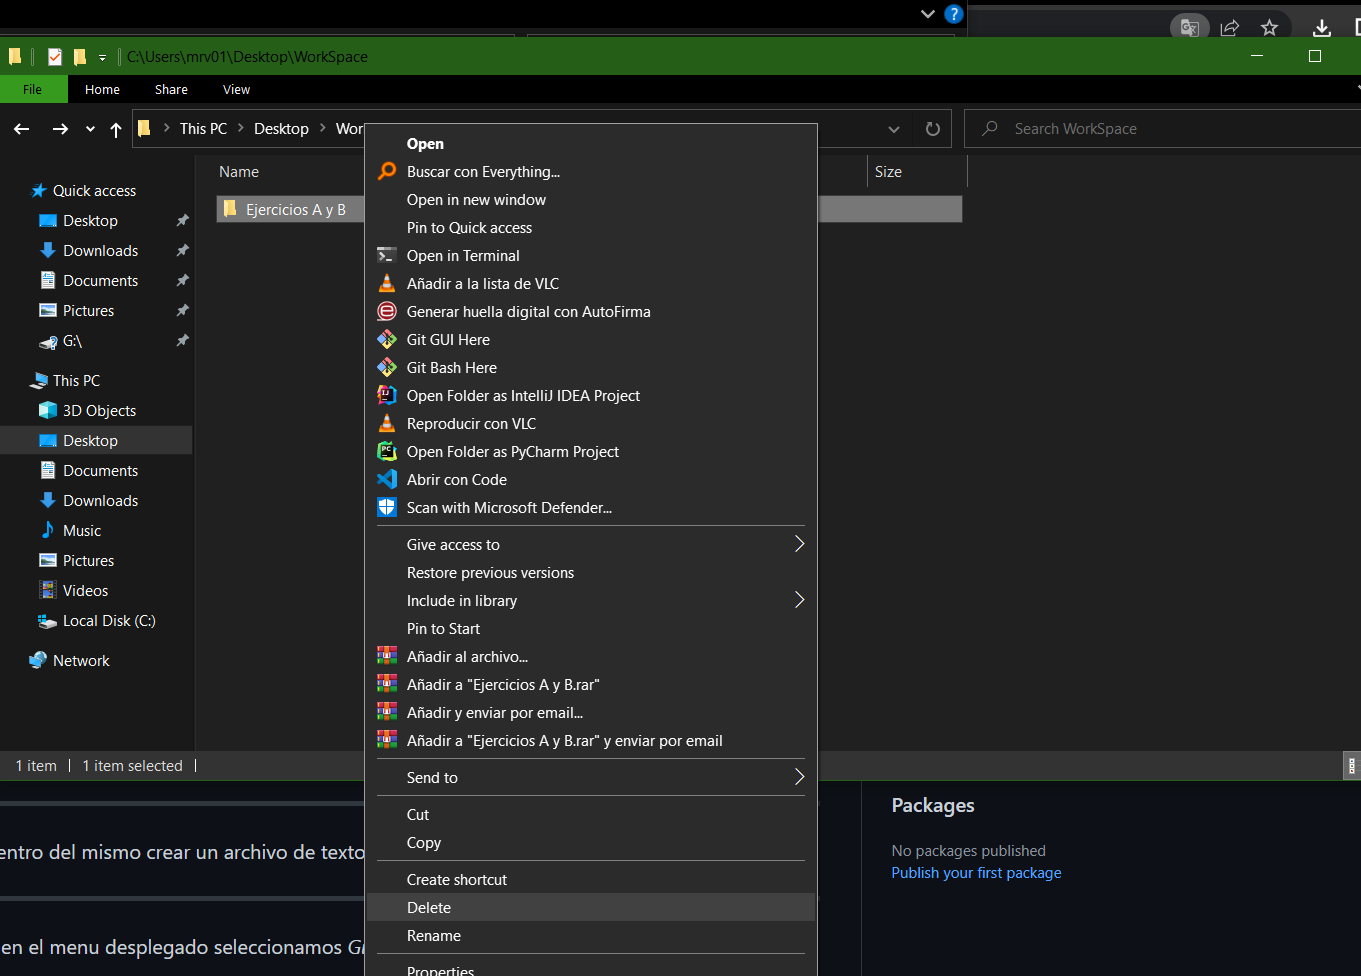 C:\Users\mrv01\Desktop\WorkSpace
File Home Share View
This PC > Desktop > Wor
Search WorkSpace
Name Size
Quick access
Desktop
Downloads
Documents
Pictures
G:\
This PC
3D Objects
Desktop
Documents
Downloads
Music
Pictures
Videos
Local Disk (C:)
Network
Ejercicios A y B
Open
Buscar con Everything...
Open in new window
Pin to Quick access
Open in Terminal
Añadir a la lista de VLC
Generar huella digital con AutoFirma
Git GUI Here
Git Bash Here
Open Folder as IntelliJ IDEA Project
Reproducir con VLC
Open Folder as PyCharm Project
Abrir con Code
Scan with Microsoft Defender...
Give access to
Restore previous versions
Include in library
Pin to Start
Añadir al archivo...
Añadir a "Ejercicios A y B.rar"
Añadir y enviar por email...
Añadir a "Ejercicios A y B.rar" y enviar por email
Send to
Cut
Copy
Create shortcut
Delete
Rename
Properties
1 item 1 item selected
entro del mismo crear un archivo de texto
en el menu desplegado seleccionamos Gi
Packages
No packages published
Publish your first package